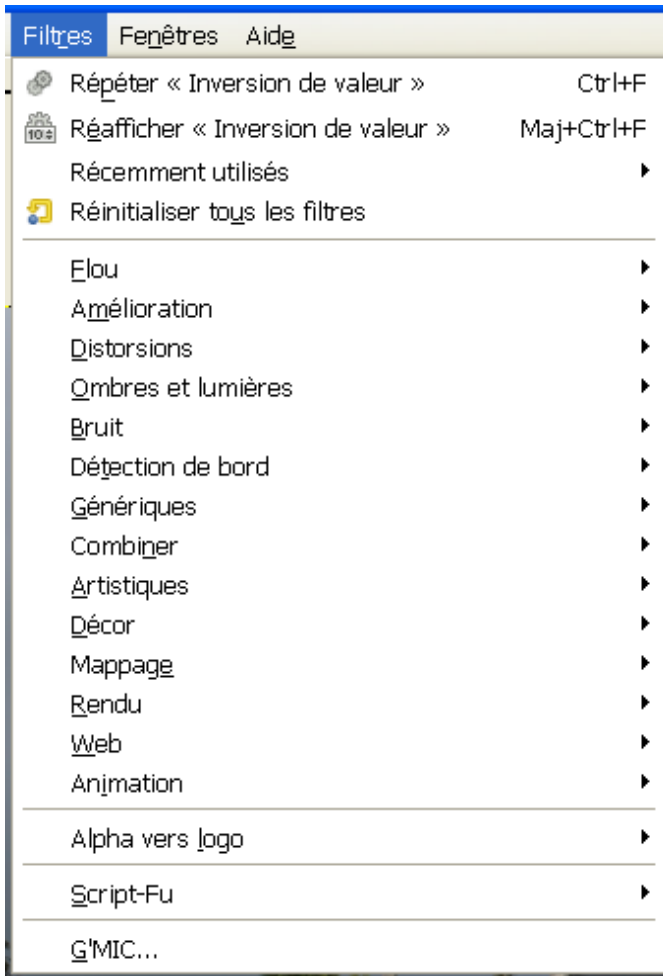 Filtres Fenêtres Aide
Répéter « Inversion de valeur » Ctrl+F
Réafficher « Inversion de valeur » Maj+Ctrl+F
Récemment utilisés
Réinitialiser tous les filtres
Flou
Amélioration
Distorsions
Ombres et lumières
Bruit
Détection de bord
Génériques
Combiner
Artistiques
Décor
Mappage
Rendu
Web
Animation
Alpha vers logo
Script-Fu
G'MIC...